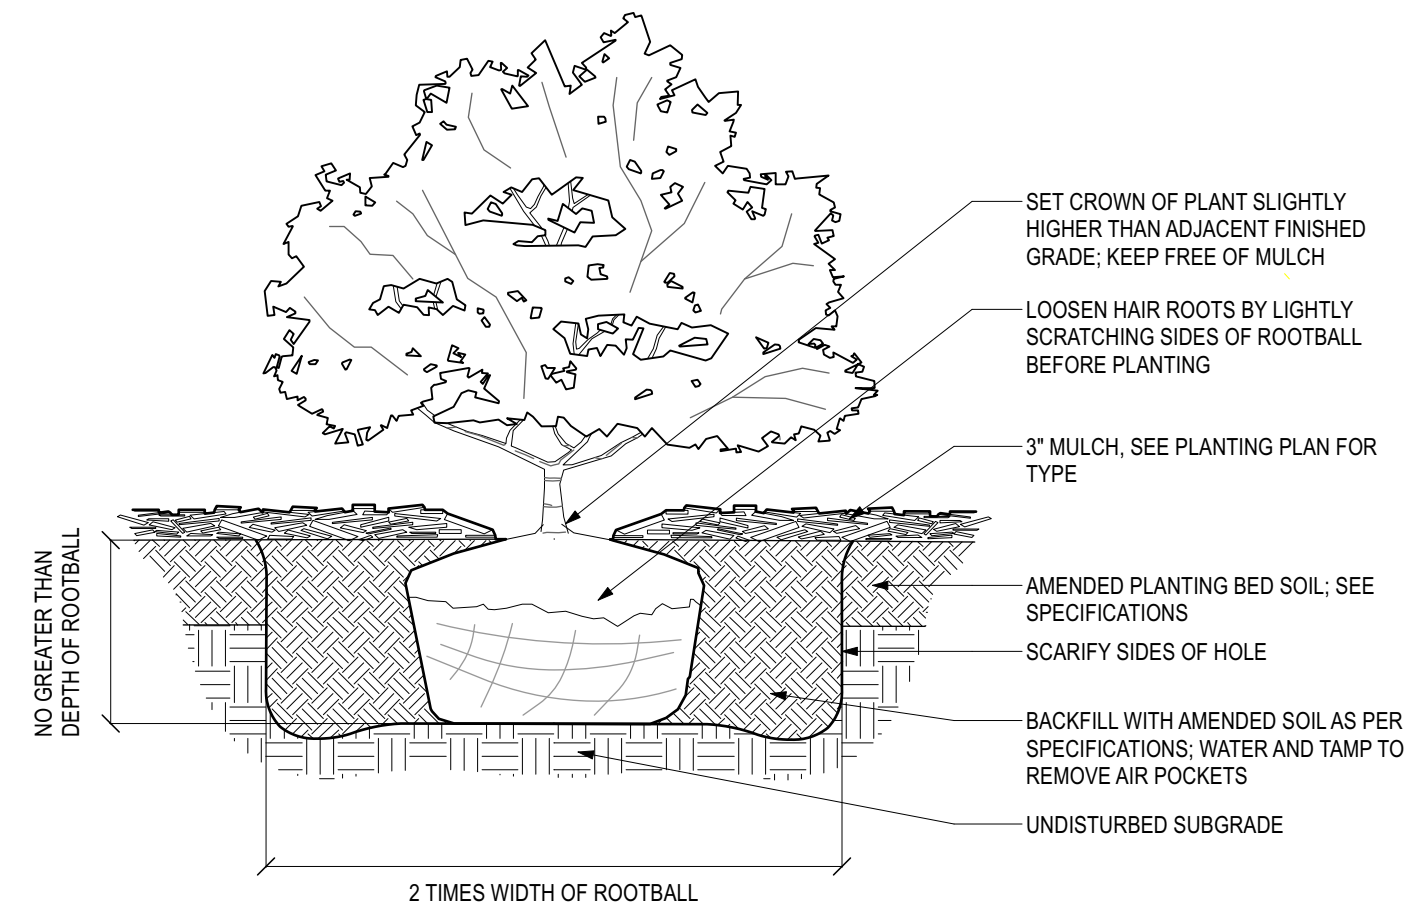 SET CROWN OF PLANT SLIGHTLY
HIGHER THAN ADJACENT FINISHED
GRADE; KEEP FREE OF MULCH
LOOSEN HAIR ROOTS BY LIGHTLY
SCRATCHING SIDES OF ROOTBALL
BEFORE PLANTING
3" MULCH, SEE PLANTING PLAN FOR
TYPE
AMENDED PLANTING BED SOIL; SEE
SPECIFICATIONS
SCARIFY SIDES OF HOLE
BACKFILL WITH AMENDED SOIL AS PER
SPECIFICATIONS; WATER AND TAMP TO
REMOVE AIR POCKETS
UNDISTURBED SUBGRADE
NO GREATER THAN
DEPTH OF ROOTBALL
2 TIMES WIDTH OF ROOTBALL